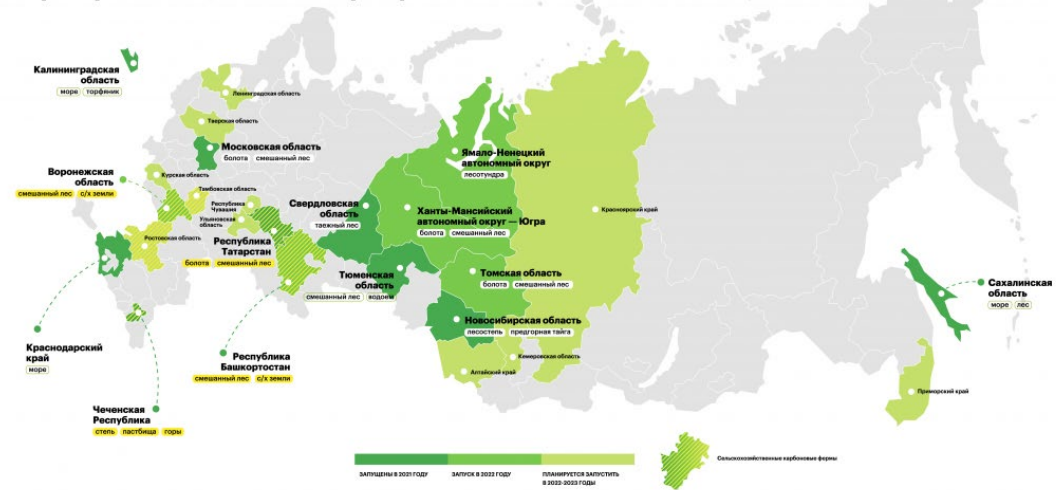 Калининградская
область
море торфяник
Ленинградская область
Тверская область
Московская область
болота смешанный лес
Курская область
Воронежская
область
смешанный лес с/х земли
Тамбовская область
Республика
Чувашия
Ульяновская
область
Ростовская область
Республика
Татарстан
болота смешанный лес
Свердловская
область
таежный лес
Тюменская
область
смешанный лес водоем
Ямало-Ненецкий
автономный округ
лесотундра
Ханты-Мансийский
автономный округ — Югра
болота смешанный лес
Красноярский край
Томская область
болота смешанный лес
Новосибирская область
лесостепь предгорная тайга
Кемеровская область
Алтайский край
Сахалинская
область
море лес
Приморский край
Краснодарский
край
море
Республика
Башкортостан
смешанный лес с/х земли
Чеченская
Республика
степь пастбища горы
ЗАПУЩЕНЫ В 2021 ГОДУ
ЗАПУСК В 2022 ГОДУ
ПЛАНИРУЕТСЯ ЗАПУСТИТЬ
В 2022-2023 ГОДЫ
Сельскохозяйственные карбоновые фермы